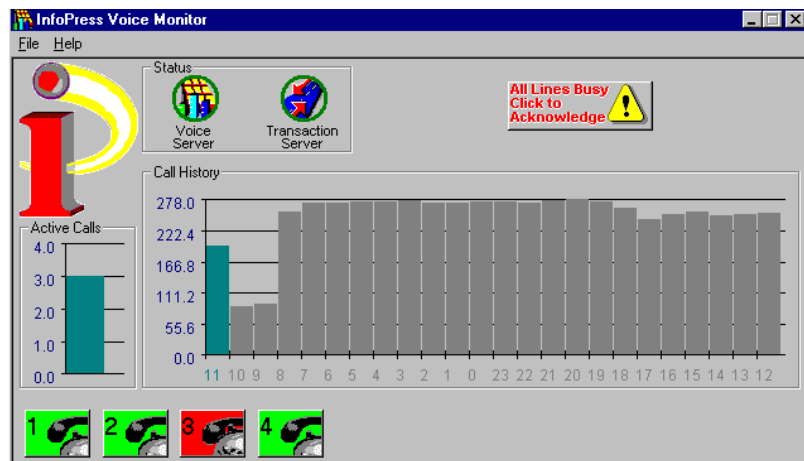 InfoPress Voice Monitor
File Help
Status
Voice
Server
Transaction
Server
All Lines Busy
Click to
Acknowledge
Call History
278.0
222.4
166.8
111.2
55.6
0.0
11 10 9 8 7 6 5 4 3 2 1 0 23 22 21 20 19 18 17 16 15 14 13 12
Active Calls
4.0
3.0
2.0
1.0
0.0
1 2 3 4